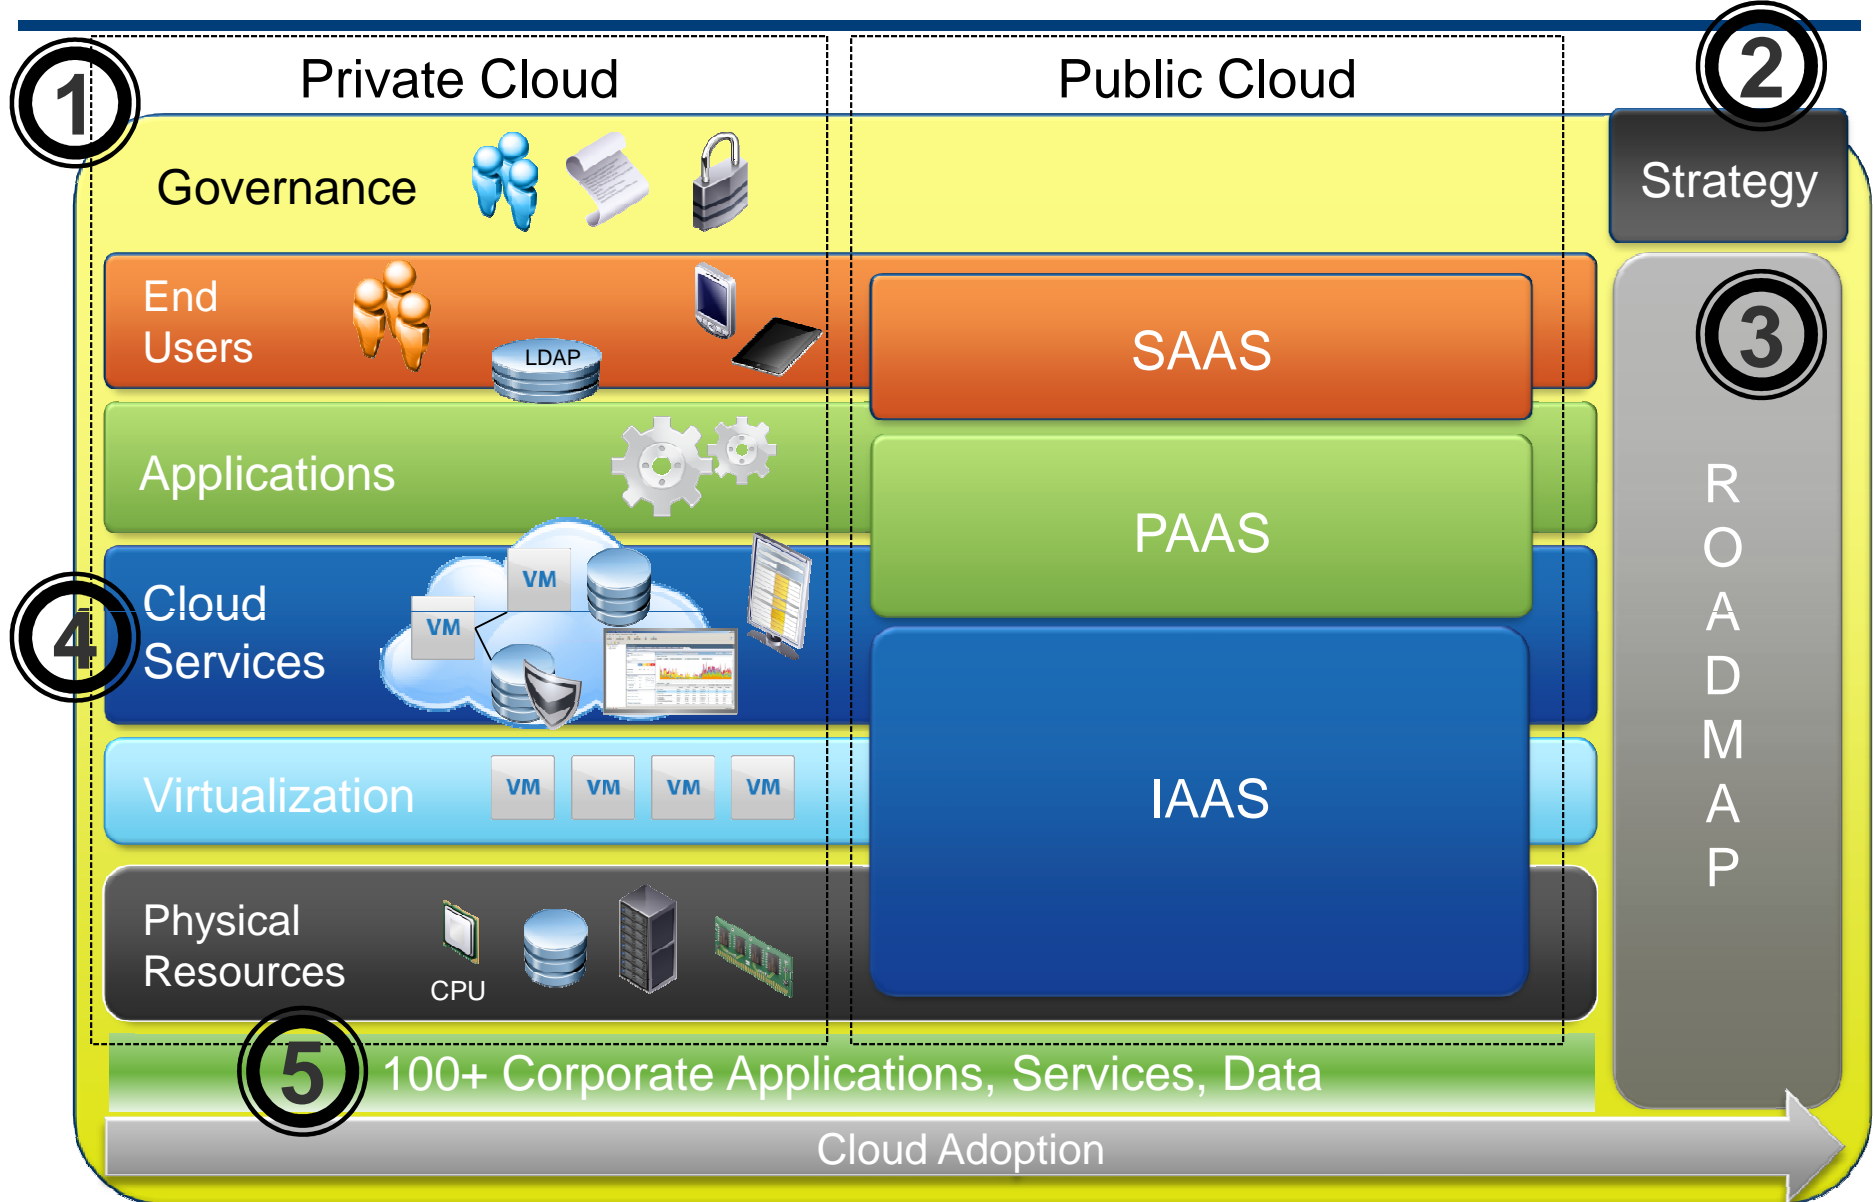 Private Cloud
Public Cloud
1
2
Governance
Strategy
End
Users
LDAP
SAAS
3
Applications
PAAS
R
O
A
D
M
A
P
4
Cloud
Services
VM
VM
Virtualization
VM
VM
VM
VM
IAAS
Physical
Resources
CPU
5
100+ Corporate Applications, Services, Data
Cloud Adoption